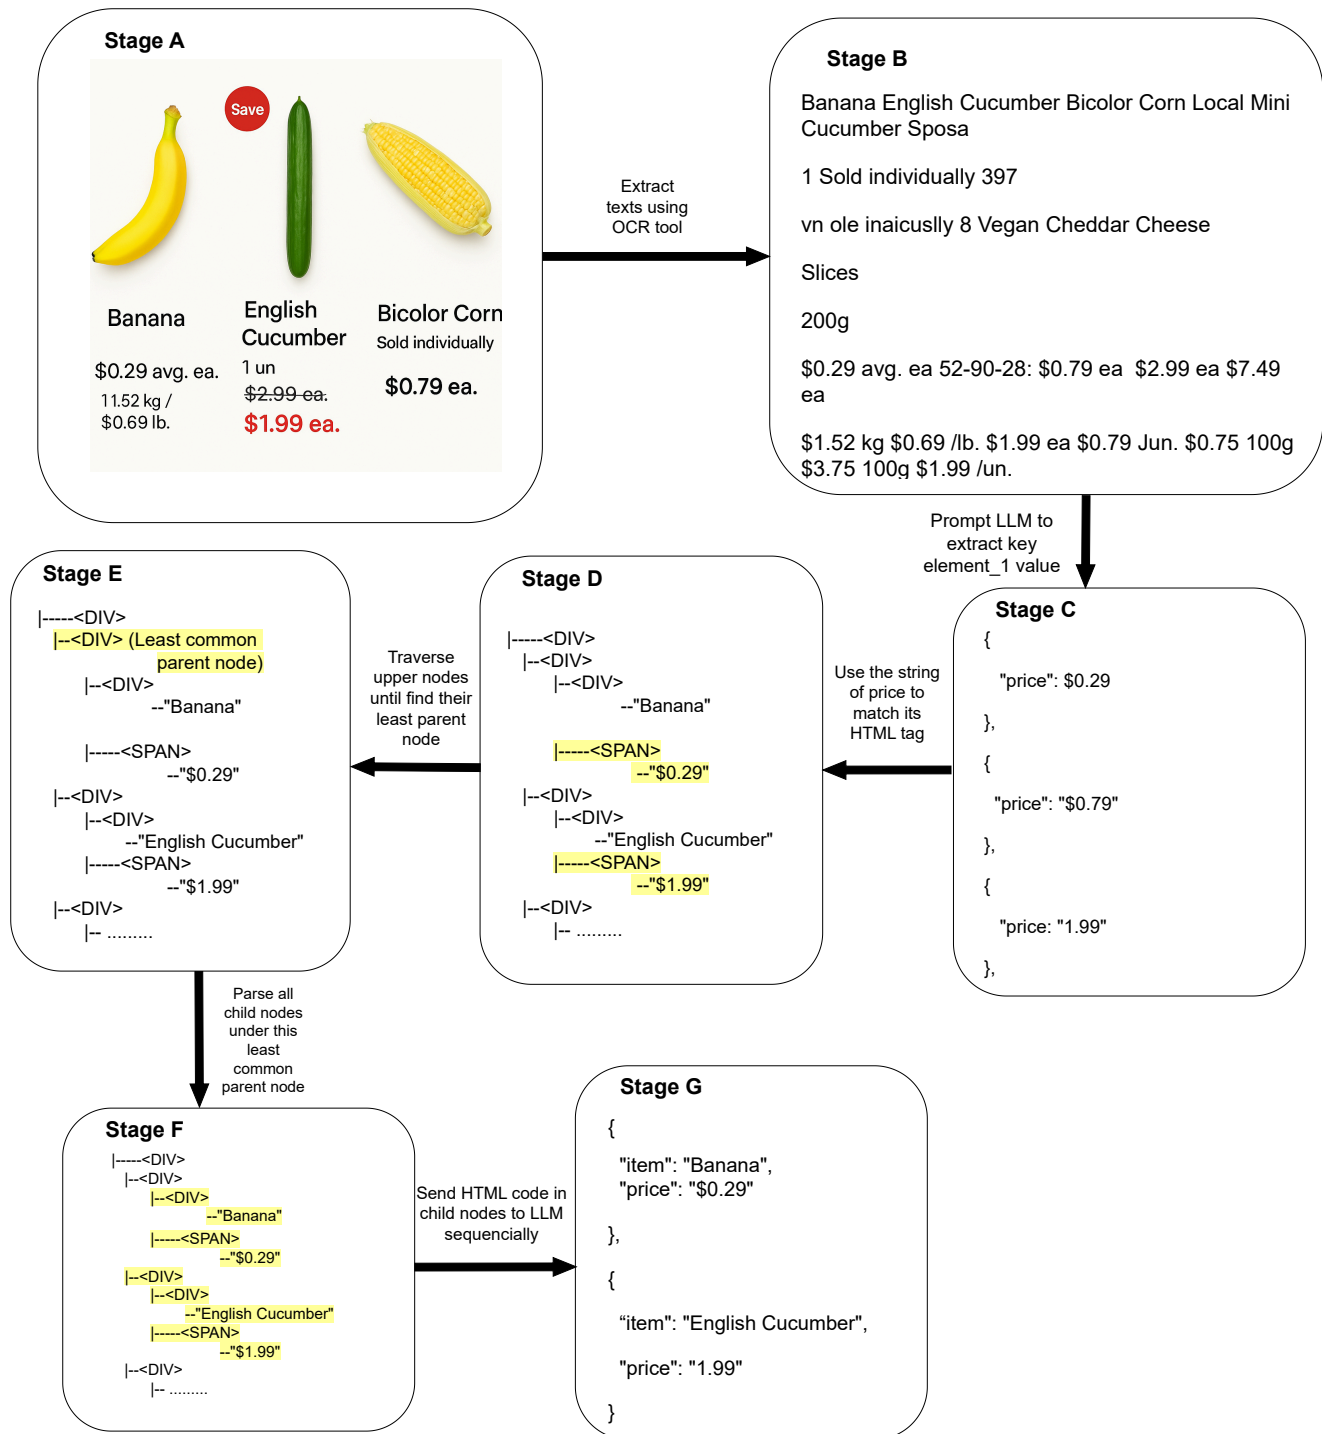 Stage A
Save
Banana
$0.29 avg. ea.
11.52 kg /
$0.69 lb.
English
Cucumber
1 un
$2.99 ea.
$1.99 ea.
Bicolor Corn
Sold individually
$0.79 ea.
Extract
texts using
OCR tool
Stage B
Banana English Cucumber Bicolor Corn Local Mini
Cucumber Sposa
1 Sold individually 397
vn ole inaicuslly 8 Vegan Cheddar Cheese
Slices
200g
$0.29 avg. ea 52-90-28: $0.79 ea $2.99 ea $7.49
ea
$1.52 kg $0.69 /lb. $1.99 ea $0.79 Jun. $0.75 100g
$3.75 100g $1.99 /un.
Prompt LLM to
extract key
element_1 value
Stage C
{
"price": $0.29
},
{
"price": "$0.79"
},
{
"price: "1.99"
},
Use the string
of price to
match its
HTML tag
Stage D
|-----<DIV>
|--<DIV>
|--<DIV>
--"Banana"
|-----<SPAN>
--"$0.29"
|--<DIV>
|--<DIV>
--"English Cucumber"
|-----<SPAN>
--"$1.99"
|--<DIV>
|-- .........
Traverse
upper nodes
until find their
least parent
node
Stage E
|-----<DIV>
|--<DIV> (Least common
parent node)
|--<DIV>
--"Banana"
|-----<SPAN>
--"$0.29"
|--<DIV>
|--<DIV>
--"English Cucumber"
|-----<SPAN>
--"$1.99"
|--<DIV>
|-- .........
Parse all
child nodes
under this
least
common
parent node
Stage F
|-----<DIV>
|--<DIV>
|--<DIV>
--"Banana"
|-----<SPAN>
--"$0.29"
|--<DIV>
|--<DIV>
--"English Cucumber"
|-----<SPAN>
--"$1.99"
|--<DIV>
|-- .........
Send HTML code in
child nodes to LLM
sequencially
Stage G
{
"item": "Banana",
"price": "$0.29"
},
{
“item": "English Cucumber",
"price": "1.99"
}